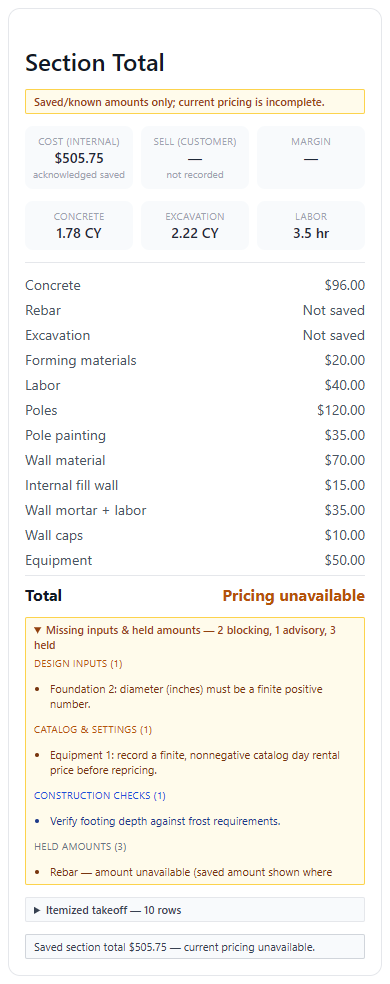 Section Total
Saved/known amounts only; current pricing is incomplete.
COST (INTERNAL)
$505.75
acknowledged saved
SELL (CUSTOMER)
—
not recorded
MARGIN
—
CONCRETE
1.78 CY
EXCAVATION
2.22 CY
LABOR
3.5 hr
Concrete $96.00
Rebar Not saved
Excavation Not saved
Forming materials $20.00
Labor $40.00
Poles $120.00
Pole painting $35.00
Wall material $70.00
Internal fill wall $15.00
Wall mortar + labor $35.00
Wall caps $10.00
Equipment $50.00
Total Pricing unavailable
▼ Missing inputs & held amounts — 2 blocking, 1 advisory, 3
held
DESIGN INPUTS (1)
• Foundation 2: diameter (inches) must be a finite positive
number.
CATALOG & SETTINGS (1)
• Equipment 1: record a finite, nonnegative catalog day rental
price before repricing.
CONSTRUCTION CHECKS (1)
• Verify footing depth against frost requirements.
HELD AMOUNTS (3)
• Rebar — amount unavailable (saved amount shown where
▶ Itemized takeoff — 10 rows
Saved section total $505.75 — current pricing unavailable.